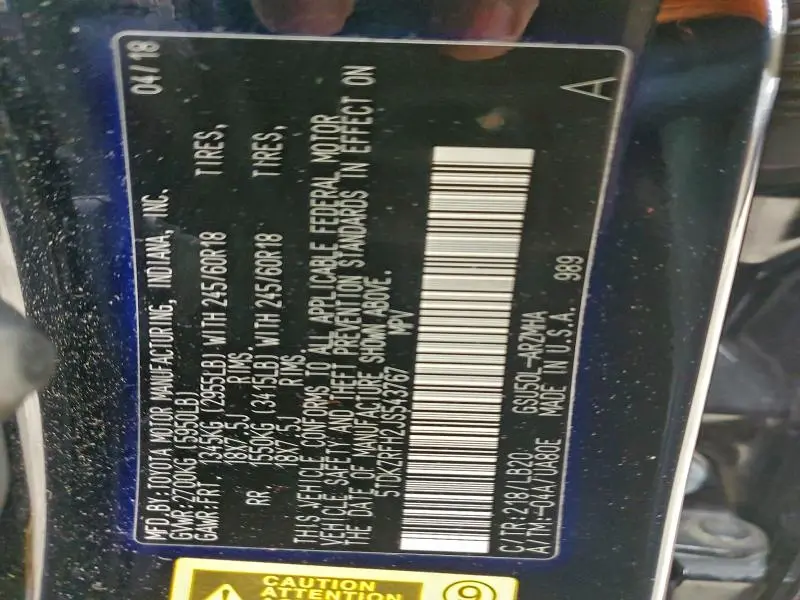 MFD.BY:TOYOTA MOTOR MANUFACTURING, INDIANA, INC. 04/18
GVWR:2700KG (5950LB)
GAWR:FRT. 1345KG (2955LB) WITH 245/60R18 TIRES,
18X7.5J RIMS.
RR. 1550KG (3415LB) WITH 245/60R18 TIRES,
18X7.5J RIMS.
THIS VEHICLE CONFORMS TO ALL APPLICABLE FEDERAL MOTOR
VEHICLE SAFETY AND THEFT PREVENTION STANDARDS IN EFFECT ON
THE DATE OF MANUFACTURE SHOWN ABOVE.
5TDKZRFH2JS543767 MPV
C/TR:218/LB20 GSU50L-ARZMHA
A/TM:-04A/TOA80E MADE IN U.S.A. 989
A
CAUTION
ATTENTION